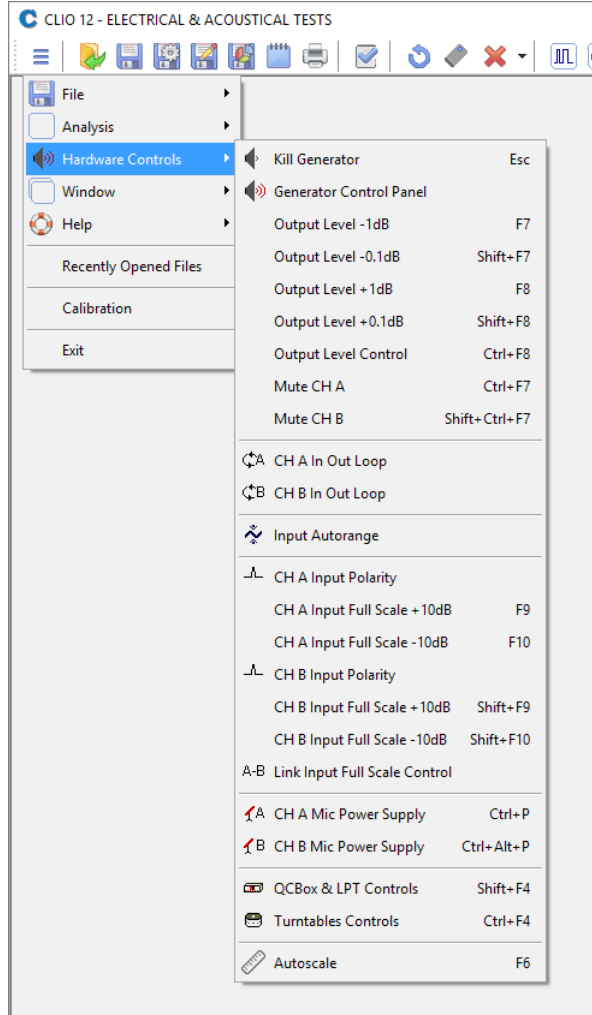 CLIO 12 - ELECTRICAL & ACOUSTICAL TESTS
File
Analysis
Hardware Controls
Window
Help
Recently Opened Files
Calibration
Exit
Kill Generator Esc
Generator Control Panel
Output Level -1dB F7
Output Level -0.1dB Shift+F7
Output Level +1dB F8
Output Level +0.1dB Shift+F8
Output Level Control Ctrl+F8
Mute CH A Ctrl+F7
Mute CH B Shift+Ctrl+F7
A CH A In Out Loop
B CH B In Out Loop
Input Autorange
CH A Input Polarity
CH A Input Full Scale +10dB F9
CH A Input Full Scale -10dB F10
CH B Input Polarity
CH B Input Full Scale +10dB Shift+F9
CH B Input Full Scale -10dB Shift+F10
A-B Link Input Full Scale Control
A CH A Mic Power Supply Ctrl+P
B CH B Mic Power Supply Ctrl+Alt+P
QCBox & LPT Controls Shift+F4
Turntables Controls Ctrl+F4
Autoscale F6